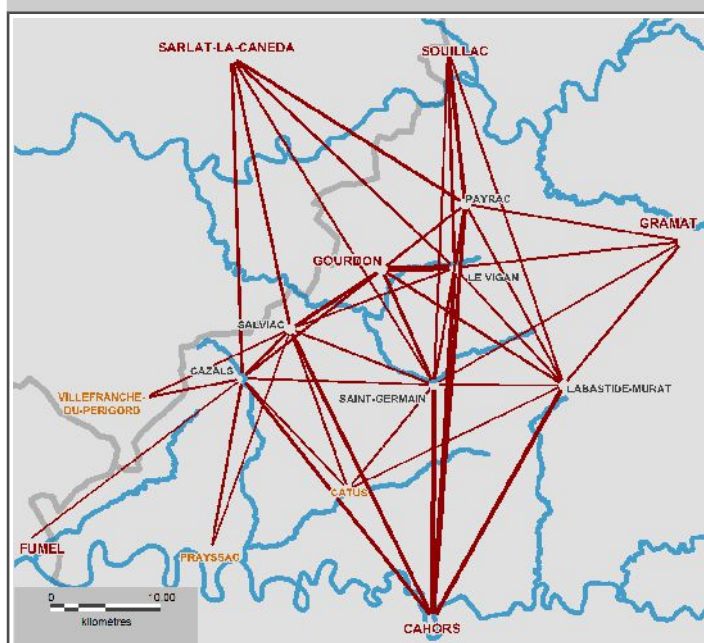 SARLAT-LA-CANEDA
SOUILLAC
PAYRAC
GRAMAT
GOURDON
LE VIGAN
SALVIAC
CAZALS
VILLEFRANCHE
-DU-PERIGORD
SAINT-GERMAIN
LABASTIDE-MURAT
CATUS
FUMEL
PRAYSSAC
0 10.00
kilomètres
CAHORS